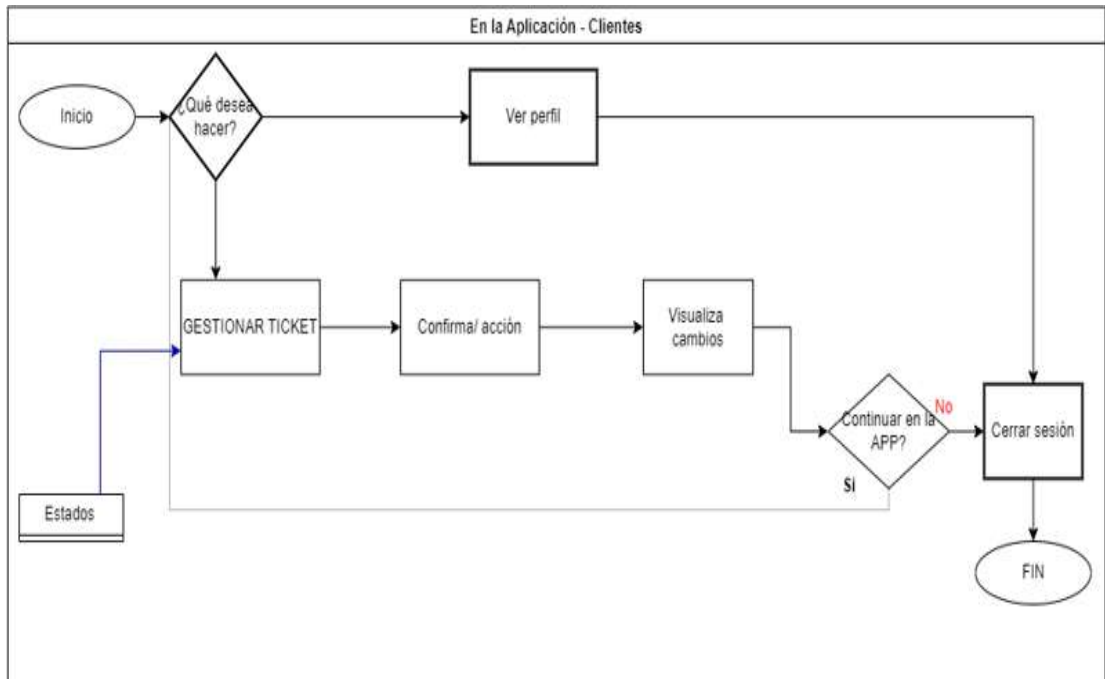 En la Aplicación - Clientes
Inicio
¿Qué desea
hacer?
Ver perfil
GESTIONAR TICKET
Confirma/ acción
Visualiza
cambios
Continuar en la
APP?
No
Si
Cerrar sesión
Estados
FIN